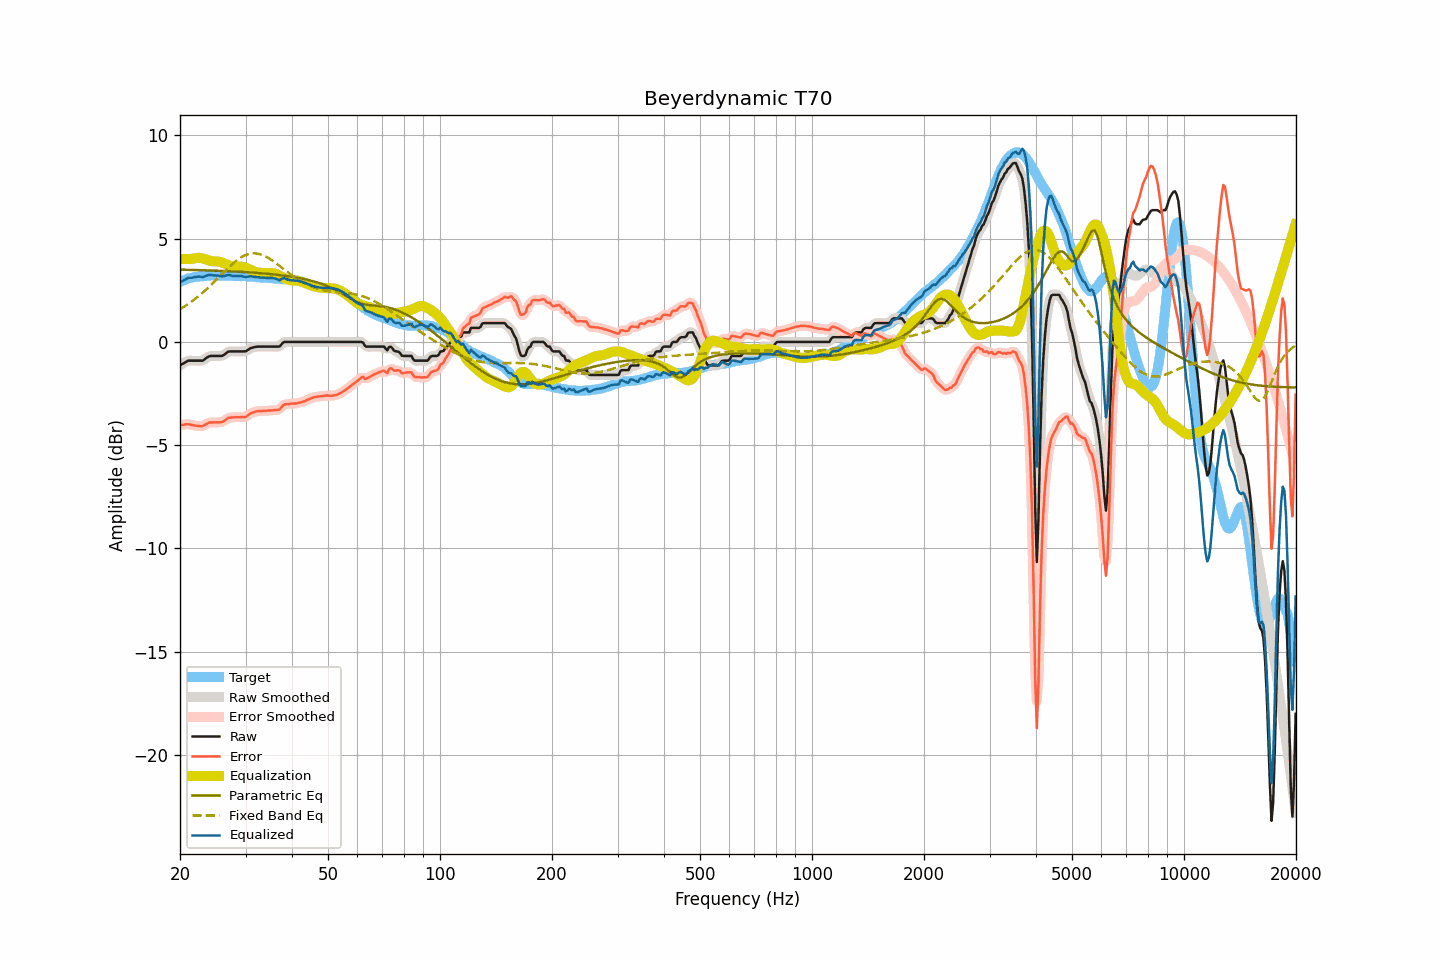 Beyerdynamic T70
10
5
0
−5
−10
−15
−20
Amplitude (dBr)
Target
Raw Smoothed
Error Smoothed
Raw
Error
Equalization
Parametric Eq
Fixed Band Eq
Equalized
20 50 100 200 500 1000 2000 5000 10000 20000
Frequency (Hz)